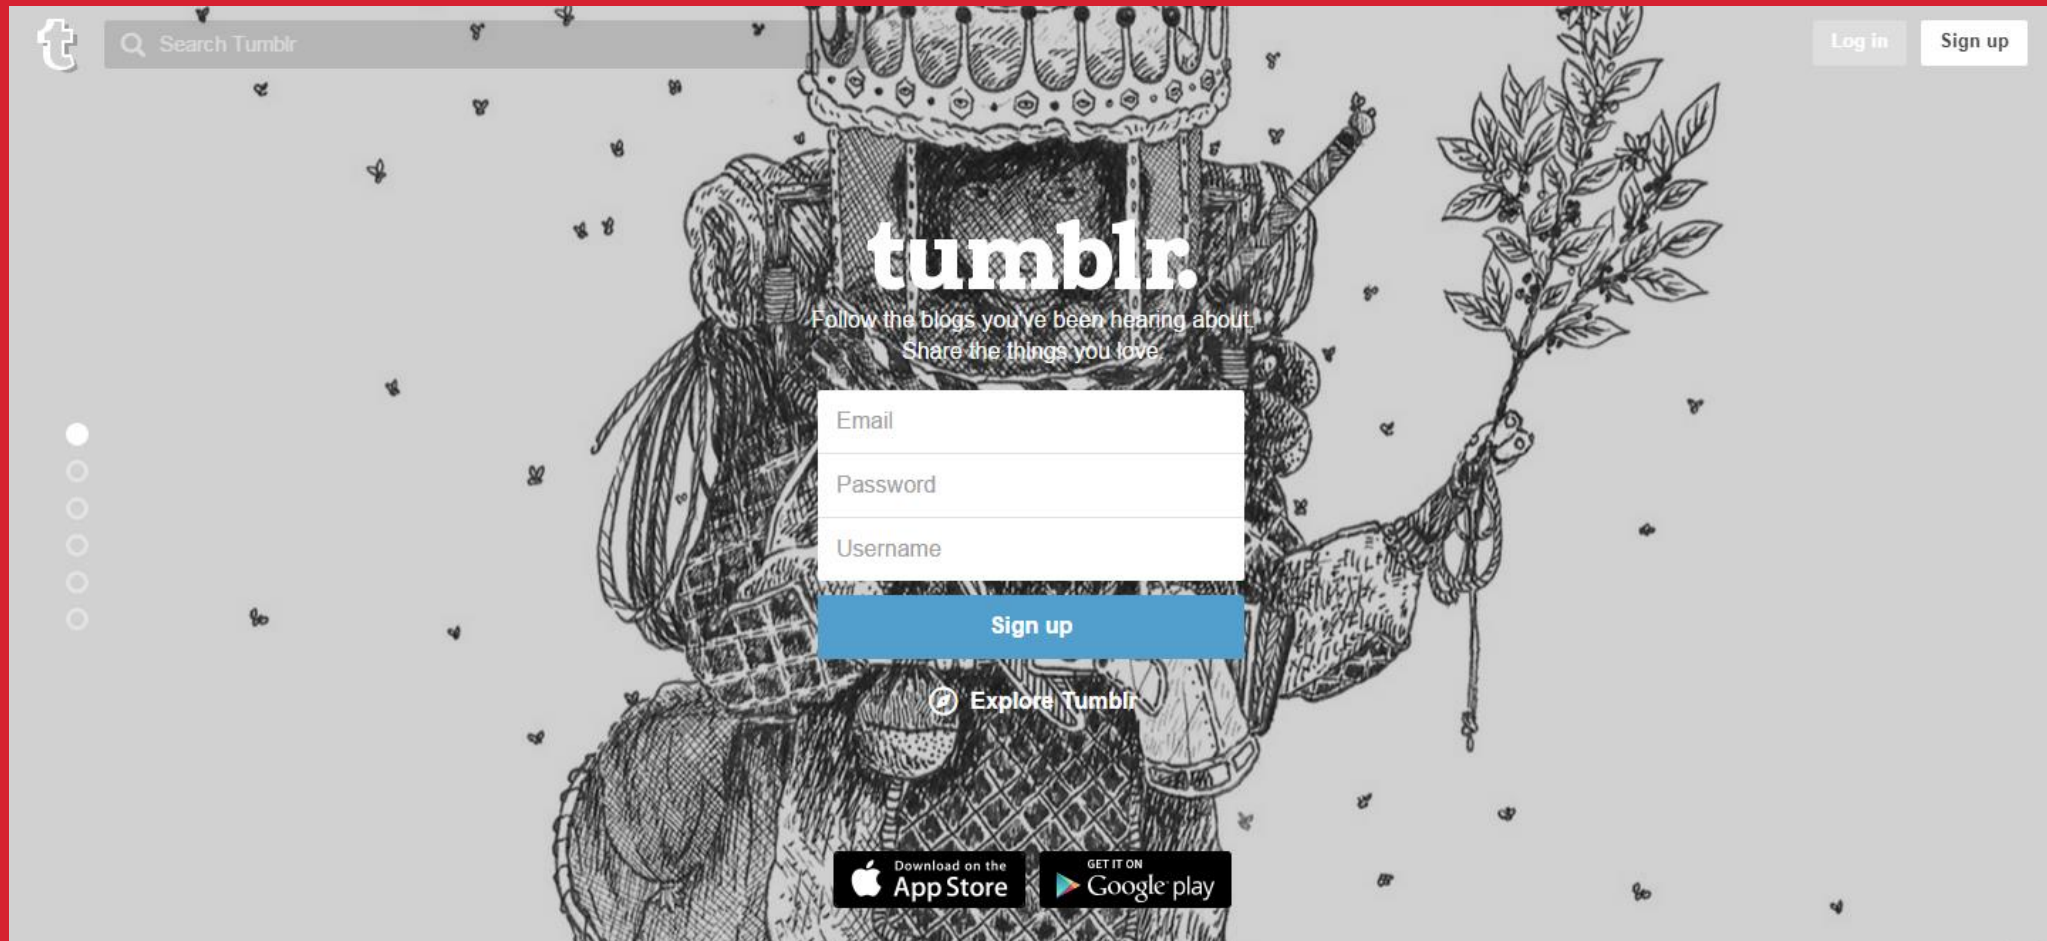 t
Search Tumblr
Log in
Sign up
tumblr.
Follow the blogs you've been hearing about.
Share the things you love.
Email
Password
Username
Sign up
Explore Tumblr
Download on the
App Store
GET IT ON
Google play